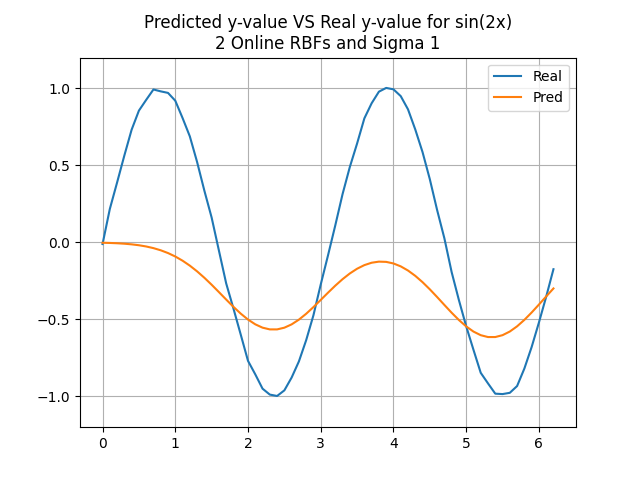 Predicted y-value VS Real y-value for sin(2x)
2 Online RBFs and Sigma 1
Real
Pred
1.0
0.5
0.0
−0.5
−1.0
0 1 2 3 4 5 6